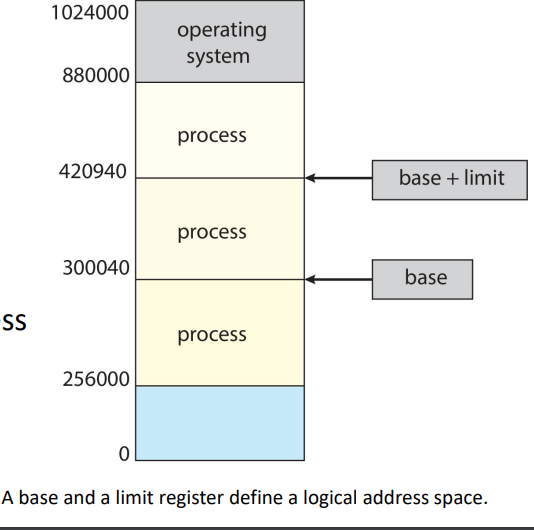 1024000
operating
system
880000
process
420940
base + limit
process
300040
base
ss
process
256000
0
A base and a limit register define a logical address space.